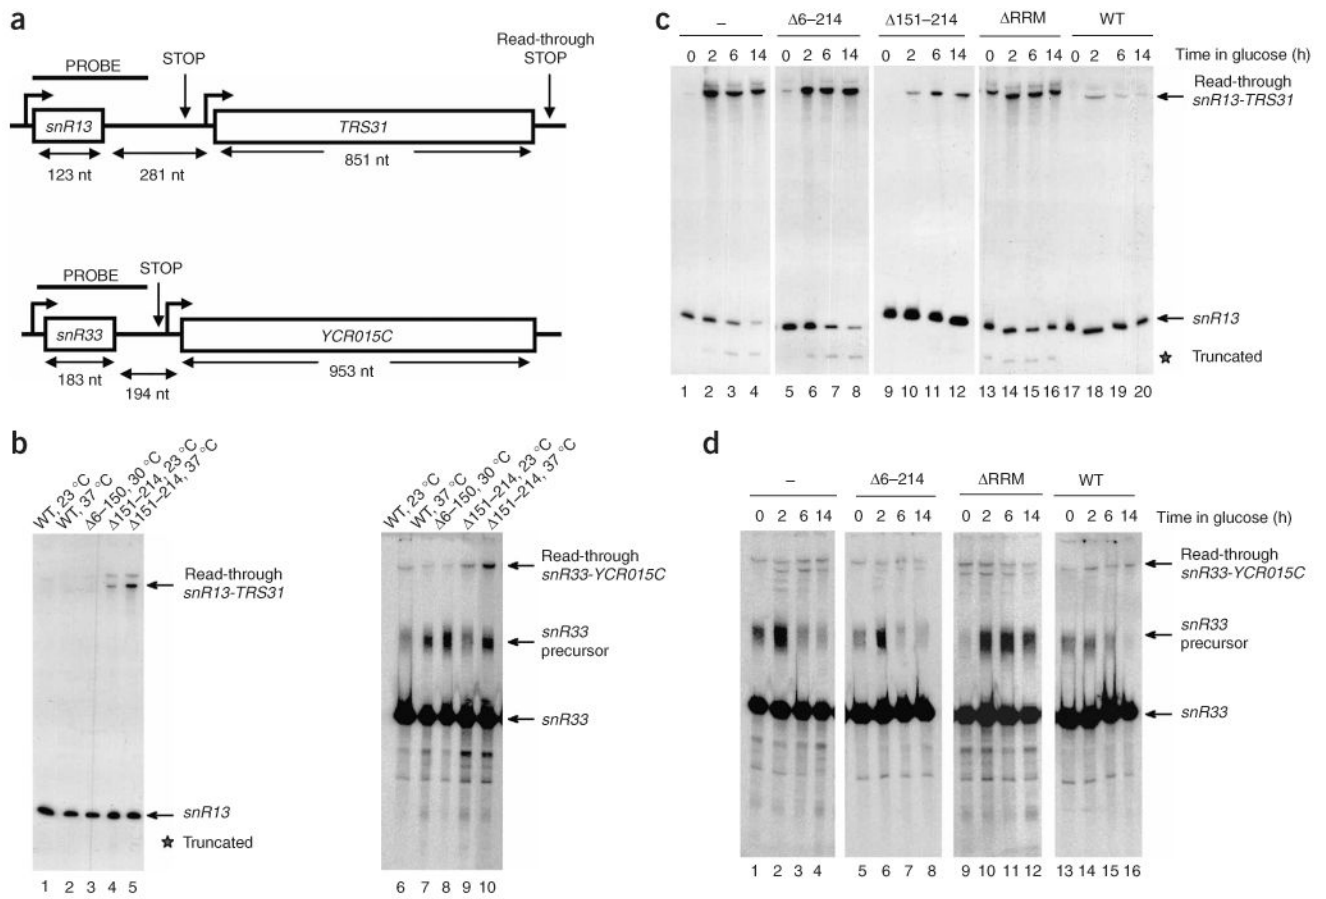 a
Read-through
STOP
STOP
PROBE
snR13
TRS31
123 nt
281 nt
851 nt
PROBE
STOP
snR33
YCR015C
183 nt
194 nt
953 nt
b
WT, 23 °C
WT, 37 °C
Δ6–150, 30 °C
Δ151–214, 23 °C
Δ151–214, 37 °C
Read-through
snR13-TRS31
snR13
Truncated
1 2 3 4 5
WT, 23 °C
WT, 37 °C
Δ6–150, 30 °C
Δ151–214, 23 °C
Δ151–214, 37 °C
Read-through
snR33-YCR015C
snR33
precursor
snR33
6 7 8 9 10
c
– Δ6–214 Δ151–214 ΔRRM WT
0 2 6 14 0 2 6 14 0 2 6 14 0 2 6 14 0 2 6 14 Time in glucose (h)
Read-through
snR13-TRS31
snR13
Truncated
1 2 3 4 5 6 7 8 9 10 11 12 13 14 15 16 17 18 19 20
d
– Δ6–214 ΔRRM WT
0 2 6 14 0 2 6 14 0 2 6 14 0 2 6 14 Time in glucose (h)
Read-through
snR33-YCR015C
snR33
precursor
snR33
1 2 3 4 5 6 7 8 9 10 11 12 13 14 15 16